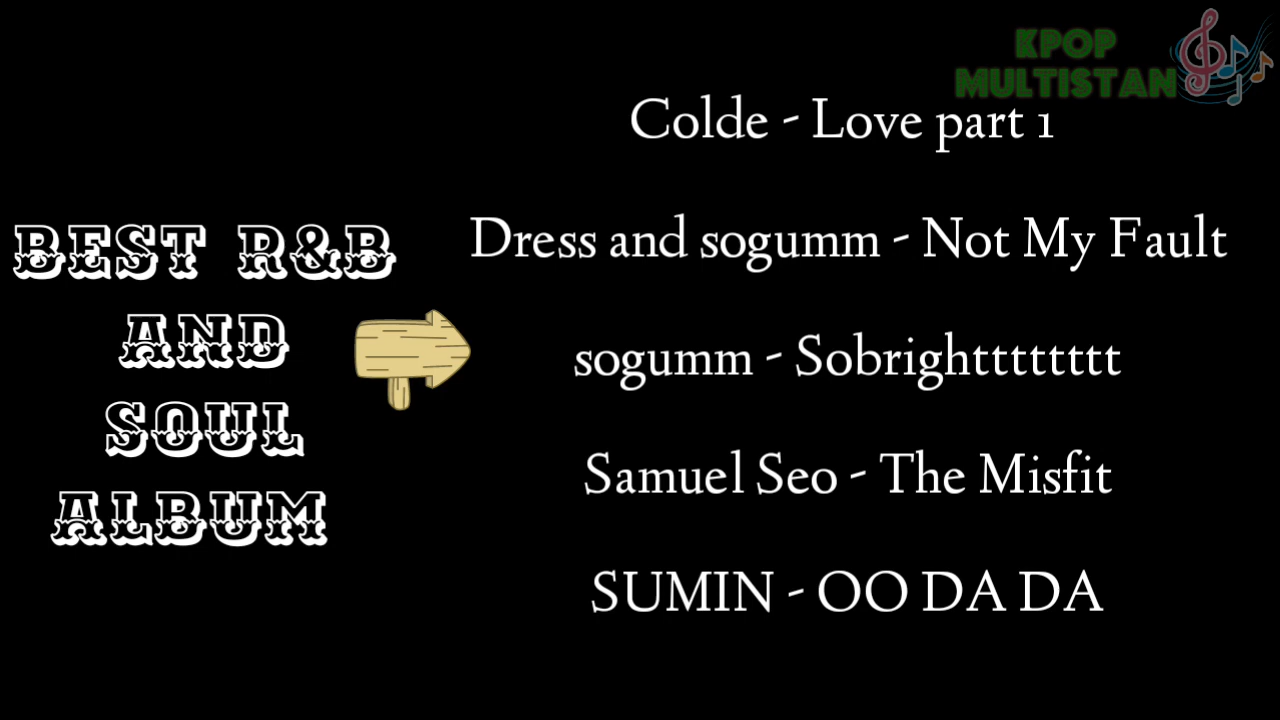 KPOP
MULTISTAN
BEST R&B
AND
SOUL
ALBUM
Colde - Love part 1
Dress and sogumm - Not My Fault
sogumm - Sobrightttttttt
Samuel Seo - The Misfit
SUMIN - OO DA DA